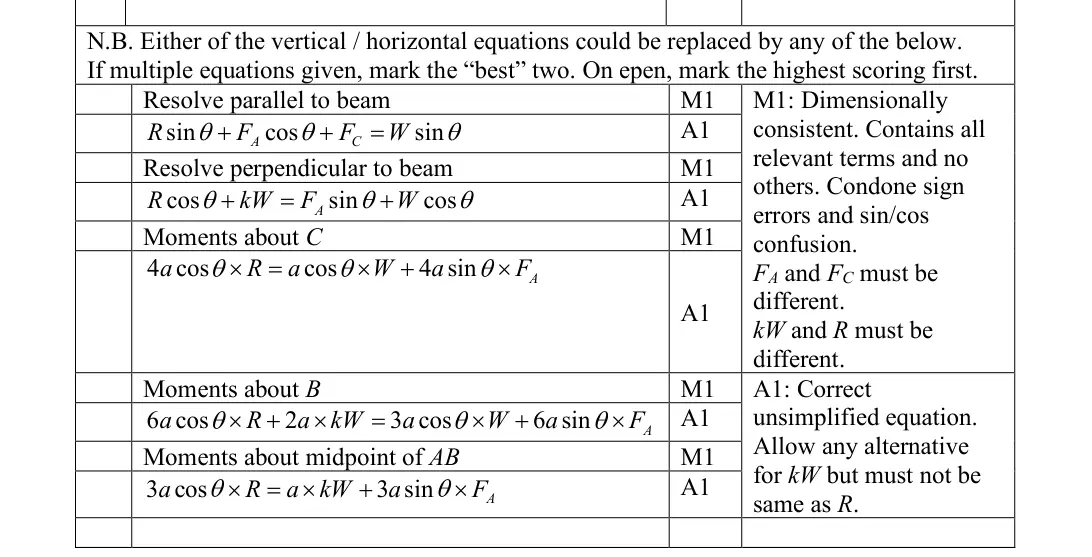 N.B. Either of the vertical / horizontal equations could be replaced by any of the below.
If multiple equations given, mark the “best” two. On epen, mark the highest scoring first.
Resolve parallel to beam M1
R sin θ + F_A cos θ + F_C = W sin θ A1
Resolve perpendicular to beam M1
R cos θ + kW = F_A sin θ + W cos θ A1
Moments about C M1
4a cos θ × R = a cos θ × W + 4a sin θ × F_A
A1
M1: Dimensionally
consistent. Contains all
relevant terms and no
others. Condone sign
errors and sin/cos
confusion.
F_A and F_C must be
different.
kW and R must be
different.
Moments about B M1
6a cos θ × R + 2a × kW = 3a cos θ × W + 6a sin θ × F_A A1
Moments about midpoint of AB M1
3a cos θ × R = a × kW + 3a sin θ × F_A A1
A1: Correct
unsimplified equation.
Allow any alternative
for kW but must not be
same as R.